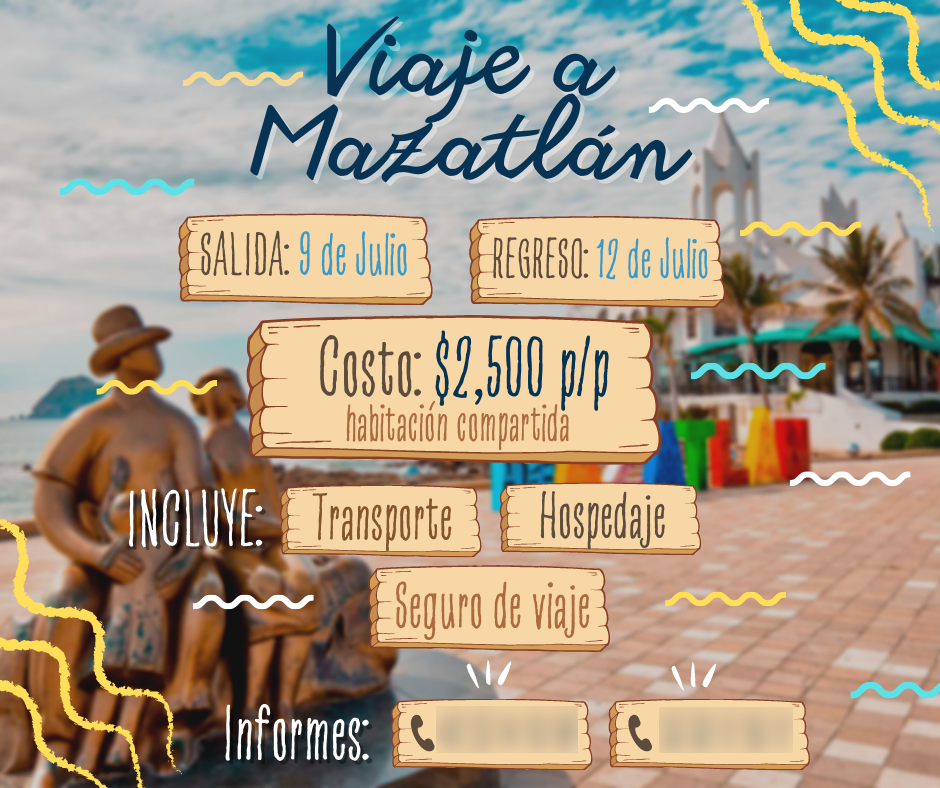 Viaje a
Mazatlán
SALIDA: 9 de Julio
REGRESO: 12 de Julio
Costo: $2,500 p/p
habitación compartida
INCLUYE: Transporte Hospedaje
Seguro de viaje
Informes: